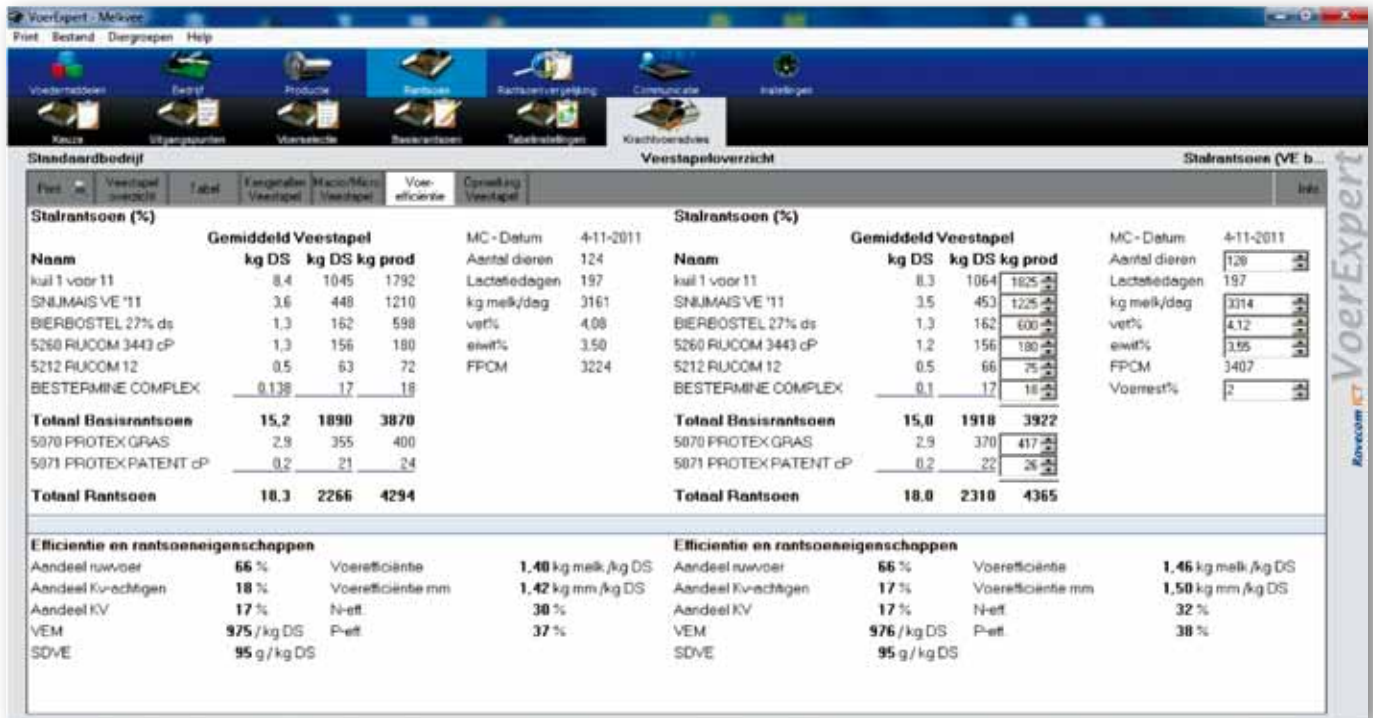 VoerExpert - Melkvee
Print Bestand Diergroepen Help
Voedermiddelen Bedrijf Productie Rantsoen Rantsoenvergelijking Communicatie Instellingen
Keuze Uitgangspunten Voerselectie Basisrantsoen Tabelinstellingen Krachtvoeradvies
Standaardbedrijf Veestapeloverzicht Stalrantsoen (VE b...
Print Veestapel overzicht Tabel Kengetallen Veestapel Macro/Micro Veestapel Voer-efficiëntie Opmerking Veestapel Info
Stalrantsoen (%) Stalrantsoen (%)
Gemiddeld Veestapel MC-Datum 4-11-2011 Gemiddeld Veestapel MC-Datum 4-11-2011
Naam kg DS kg DS kg prod Aantal dieren 124 Naam kg DS kg DS kg prod Aantal dieren 128
kuil 1 voor 11 8.4 1045 1792 Lactatiedagen 197 kuil 1 voor 11 8.3 1064 1825 Lactatiedagen 197
SNIJMAIS VE '11 3.6 448 1210 kg melk/dag 3161 SNIJMAIS VE '11 3.5 453 1225 kg melk/dag 3314
BIERBOSTEL 27% ds 1,3 162 598 vet% 4,08 BIERBOSTEL 27% ds 1,3 162 600 vet% 4,12
5260 RUCOM 3443 cP 1,3 156 180 eiwit% 3,50 5260 RUCOM 3443 cP 1,2 156 180 eiwit% 3,55
5212 RUCOM 12 0.5 63 72 FPCM 3224 5212 RUCOM 12 0.5 66 75 FPCM 3407
BESTERMINE COMPLEX 0.138 17 18 BESTERMINE COMPLEX 0.1 17 18 Voerrest% 2
Totaal Basisrantsoen 15,2 1890 3870 Totaal Basisrantsoen 15,0 1918 3922
5070 PROTEX GRAS 2.9 355 400 5070 PROTEX GRAS 2.9 370 417
5071 PROTEX PATENT cP 0.2 21 24 5071 PROTEX PATENT cP 0.2 22 26
Totaal Rantsoen 18.3 2266 4294 Totaal Rantsoen 18.0 2310 4365
Efficientie en rantsoeneigenschappen Efficientie en rantsoeneigenschappen
Aandeel ruwvoer 66 % Voerefficiëntie 1,40 kg melk /kg DS Aandeel ruwvoer 66 % Voerefficiëntie 1,46 kg melk /kg DS
Aandeel Kv-achtigen 18 % Voerefficiëntie mm 1,42 kg mm /kg DS Aandeel Kv-achtigen 17 % Voerefficiëntie mm 1,50 kg mm /kg DS
Aandeel KV 17 % N-eff. 30 % Aandeel KV 17 % N-eff. 32 %
VEM 975 / kg DS P-eff. 37 % VEM 976 / kg DS P-eff. 38 %
SDVE 95 g / kg DS SDVE 95 g / kg DS
Rovecom ICT VoerExpert